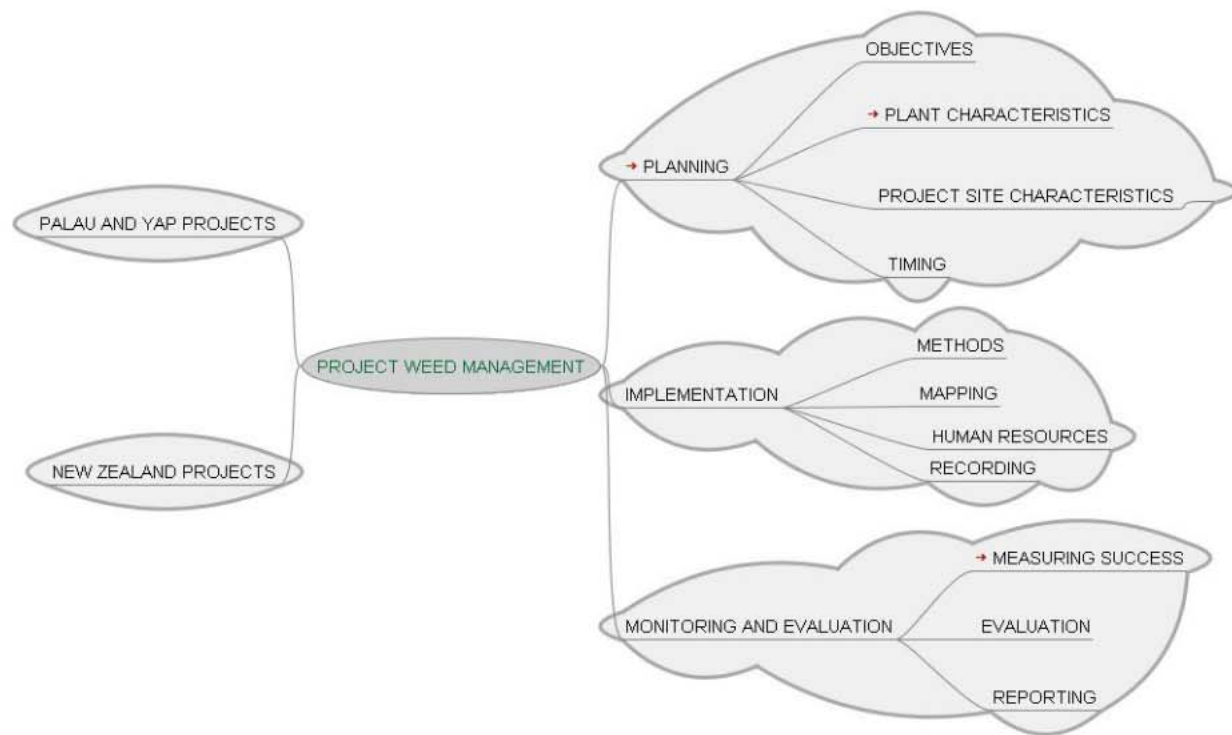 PALAU AND YAP PROJECTS
NEW ZEALAND PROJECTS
PROJECT WEED MANAGEMENT
PLANNING
OBJECTIVES
PLANT CHARACTERISTICS
PROJECT SITE CHARACTERISTICS
TIMING
IMPLEMENTATION
METHODS
MAPPING
HUMAN RESOURCES
RECORDING
MONITORING AND EVALUATION
MEASURING SUCCESS
EVALUATION
REPORTING